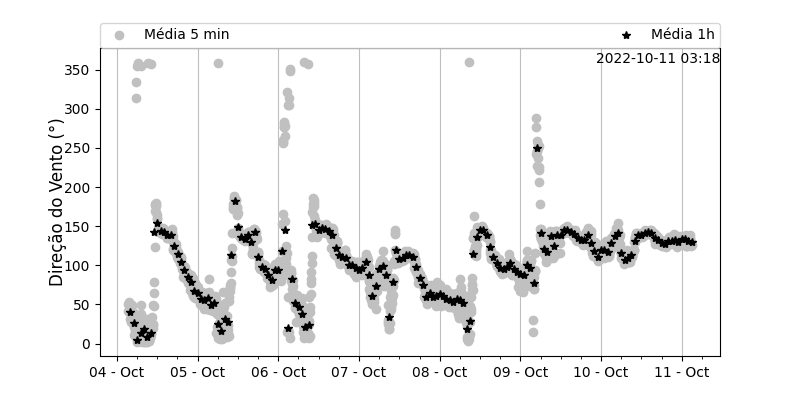 Média 5 min
Média 1h
2022-10-11 03:18
Direção do Vento (°)
350
300
250
200
150
100
50
0
04 - Oct
05 - Oct
06 - Oct
07 - Oct
08 - Oct
09 - Oct
10 - Oct
11 - Oct